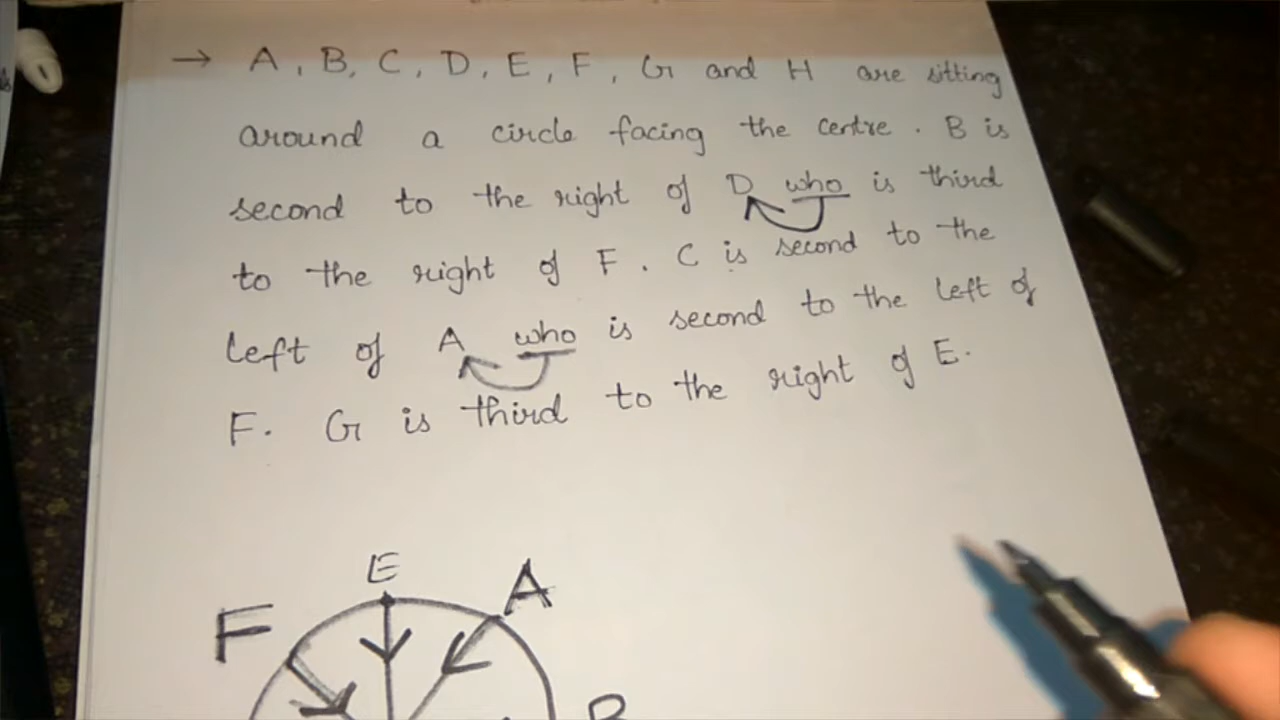 → A, B, C, D, E, F, G and H are sitting
around a circle facing the centre. B is
second to the right of D who is third
to the right of F. C is second to the
left of A who is second to the left of
F. G is third to the right of E.
E
A
F
B